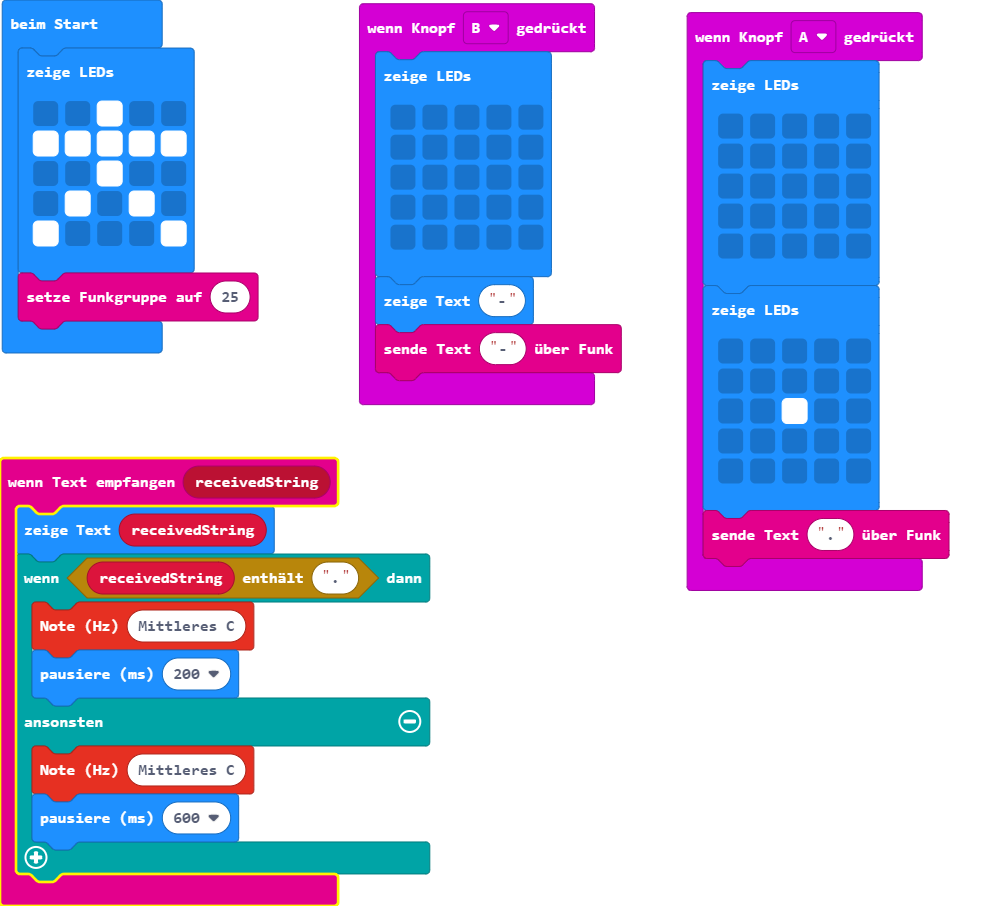 beim Start
zeige LEDs
setze Funkgruppe auf 25
wenn Knopf B gedrückt
zeige LEDs
zeige Text "-"
sende Text "-" über Funk
wenn Knopf A gedrückt
zeige LEDs
zeige LEDs
sende Text "." über Funk
wenn Text empfangen receivedString
zeige Text receivedString
wenn receivedString enthält "." dann
Note (Hz) Mittleres C
pausiere (ms) 200
ansonsten
Note (Hz) Mittleres C
pausiere (ms) 600